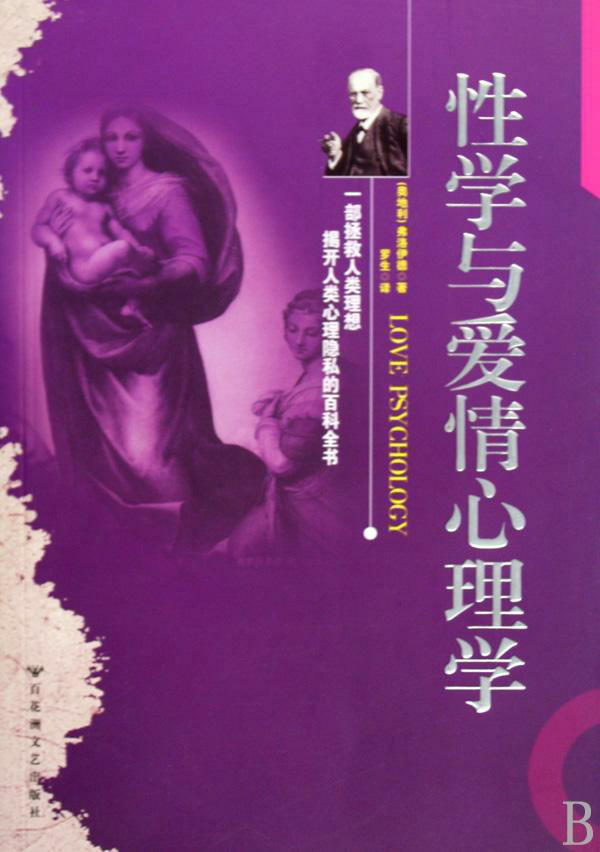 性学与爱情心理学
(奥地利)弗洛伊德◎著
罗生◎译
LOVE PSYCHOLOGY
一部拯救人类理想
揭开人类心理隐私的百科全书
百花洲文艺出版社
B